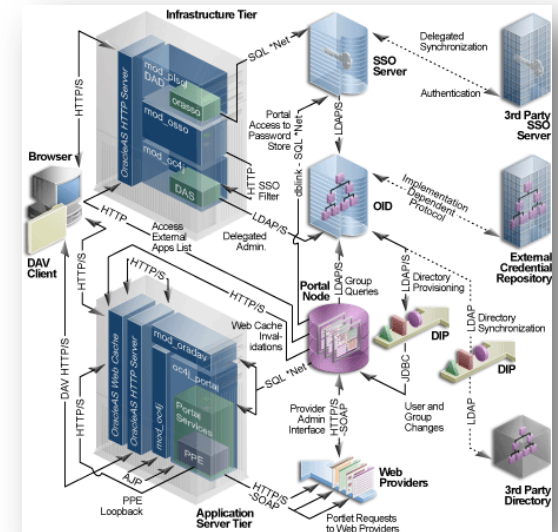 Infrastructure Tier
mod_plsql
DAD
orasso
mod_osso
mod_oc4j
DAS
OracleAS HTTP Server
HTTP/S
SQL *Net
SSO
Server
Delegated
Synchronization
Authentication
3rd Party
SSO
Server
Portal
Access to
Password
Store
dblink - SQL *Net
LDAP/S
HTTP
SSO
Filter
Browser
DAV
Client
HTTP
LDAP/S
Delegated
Admin.
OID
Implementation
Dependent
Protocol
External
Credential
Repository
Access
External
Apps List
HTTP/S
HTTP/S
HTTP/S
Portal
Node
LDAP/S
Group
Queries
LDAP/S
Directory
Provisioning
LDAP
Directory
Synchronization
DIP
DIP
Web Cache
Inval-
idations
mod_oraday
oc4j_portal
Portal
Services
PPE
mod_oc4j
OracleAS HTTP Server
OracleAS Web Cache
DAV HTTP/S
HTTP/S
SQL *Net
JDBC
User and
Group
Changes
LDAP
Provider
Admin
Interface
HTTP/S
-SOAP
AJP
PPE
Loopback
Application
Server Tier
HTTP/S
-SOAP
Web
Providers
Portlet Requests
to Web Providers
3rd Party
Directory